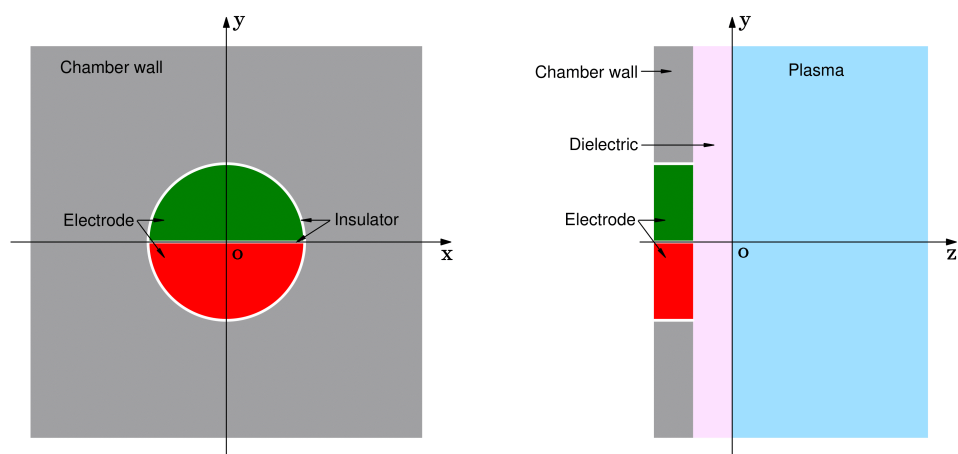 y
Chamber wall
Electrode
Insulator
o
x
y
Chamber wall
Plasma
Dielectric
Electrode
o
z